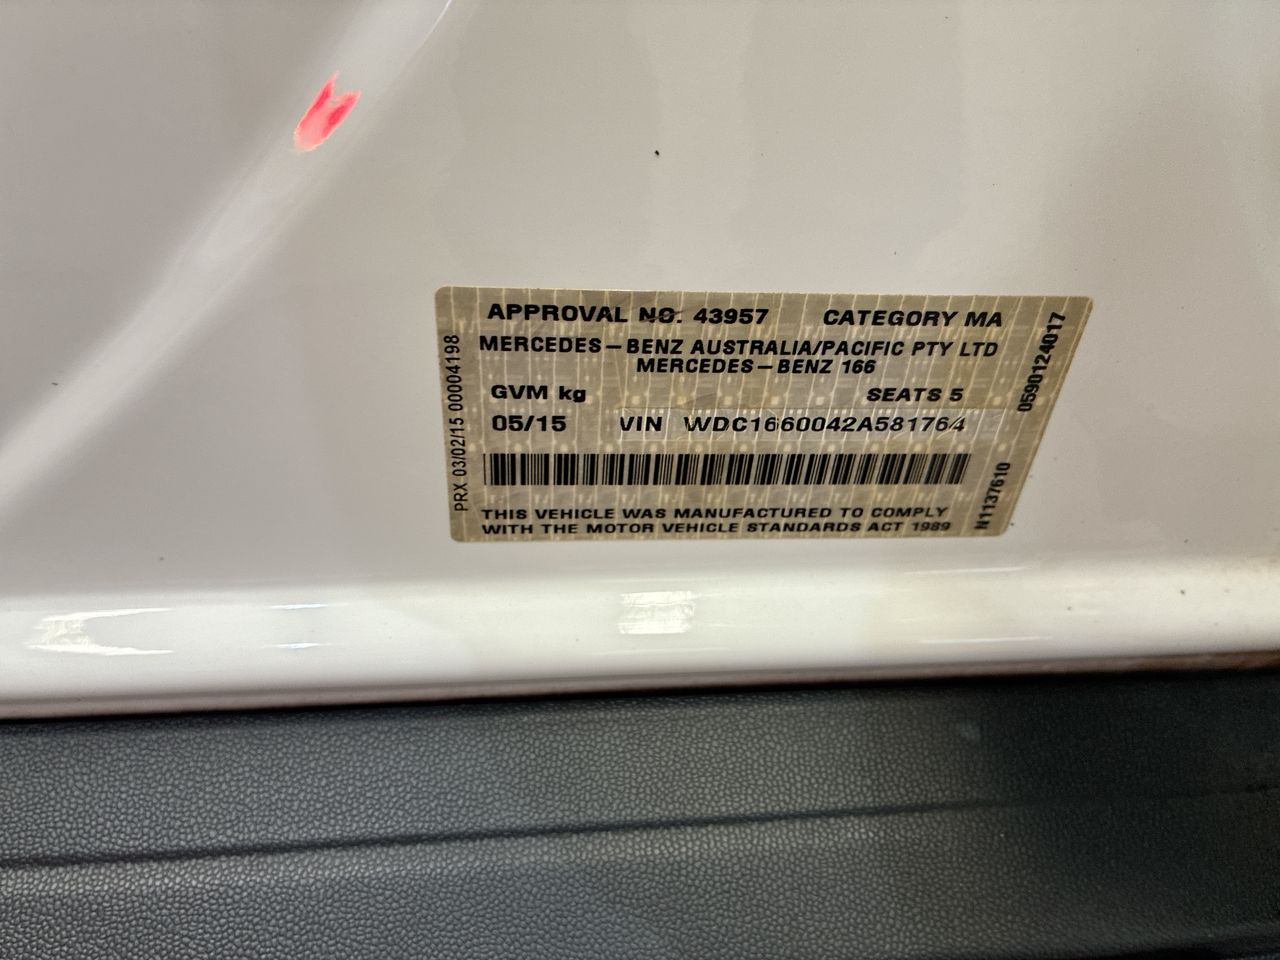 APPROVAL NO. 43957 CATEGORY MA
MERCEDES-BENZ AUSTRALIA/PACIFIC PTY LTD
MERCEDES-BENZ 166
GVM kg SEATS 5
05/15 VIN WDC1660042A581764
THIS VEHICLE WAS MANUFACTURED TO COMPLY
WITH THE MOTOR VEHICLE STANDARDS ACT 1989
PRX 03/02/15 00004198
0590124017
N1137610